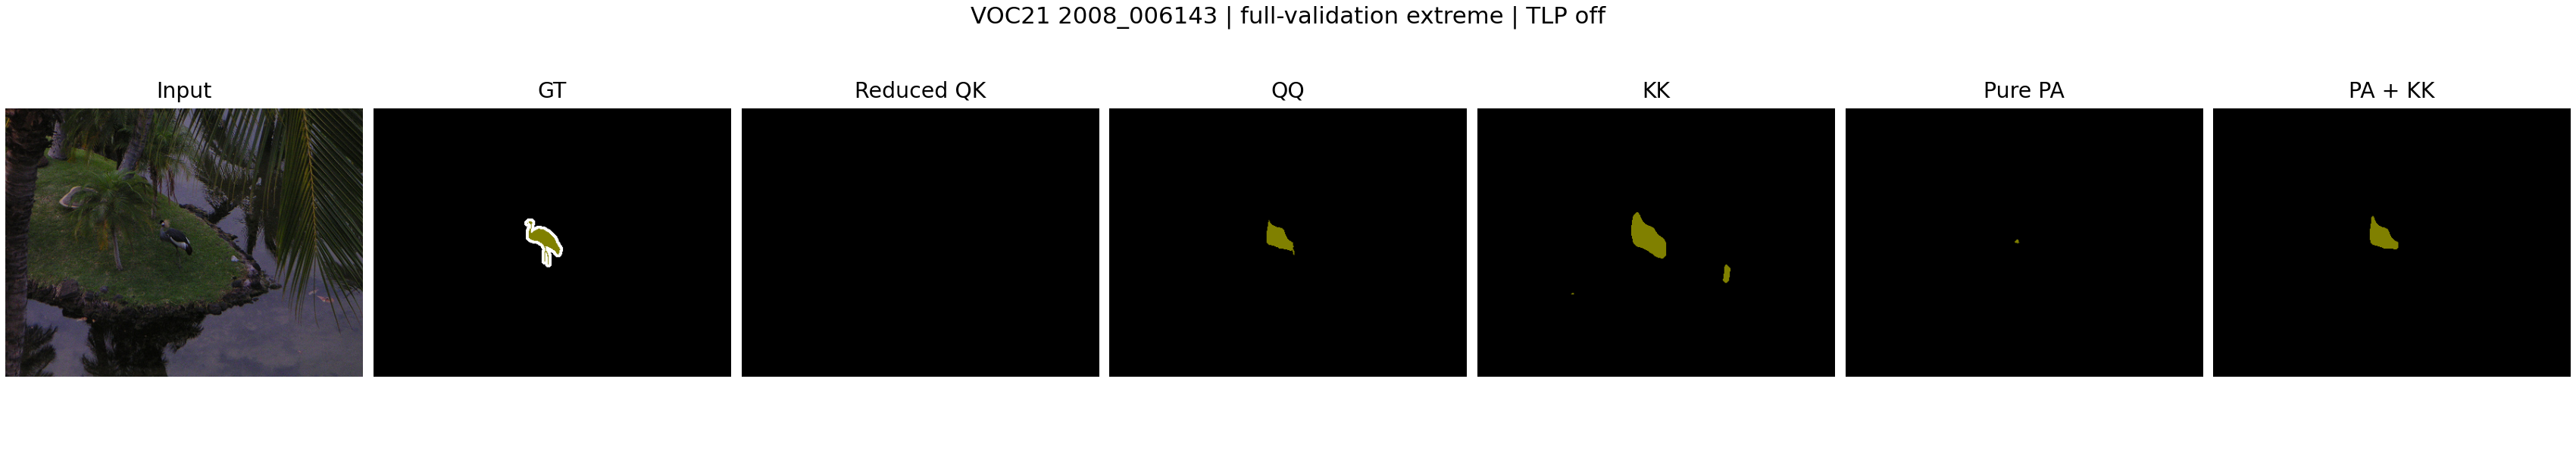 VOC21 2008_006143 | full-validation extreme | TLP off
Input GT Reduced QK QQ KK Pure PA PA + KK